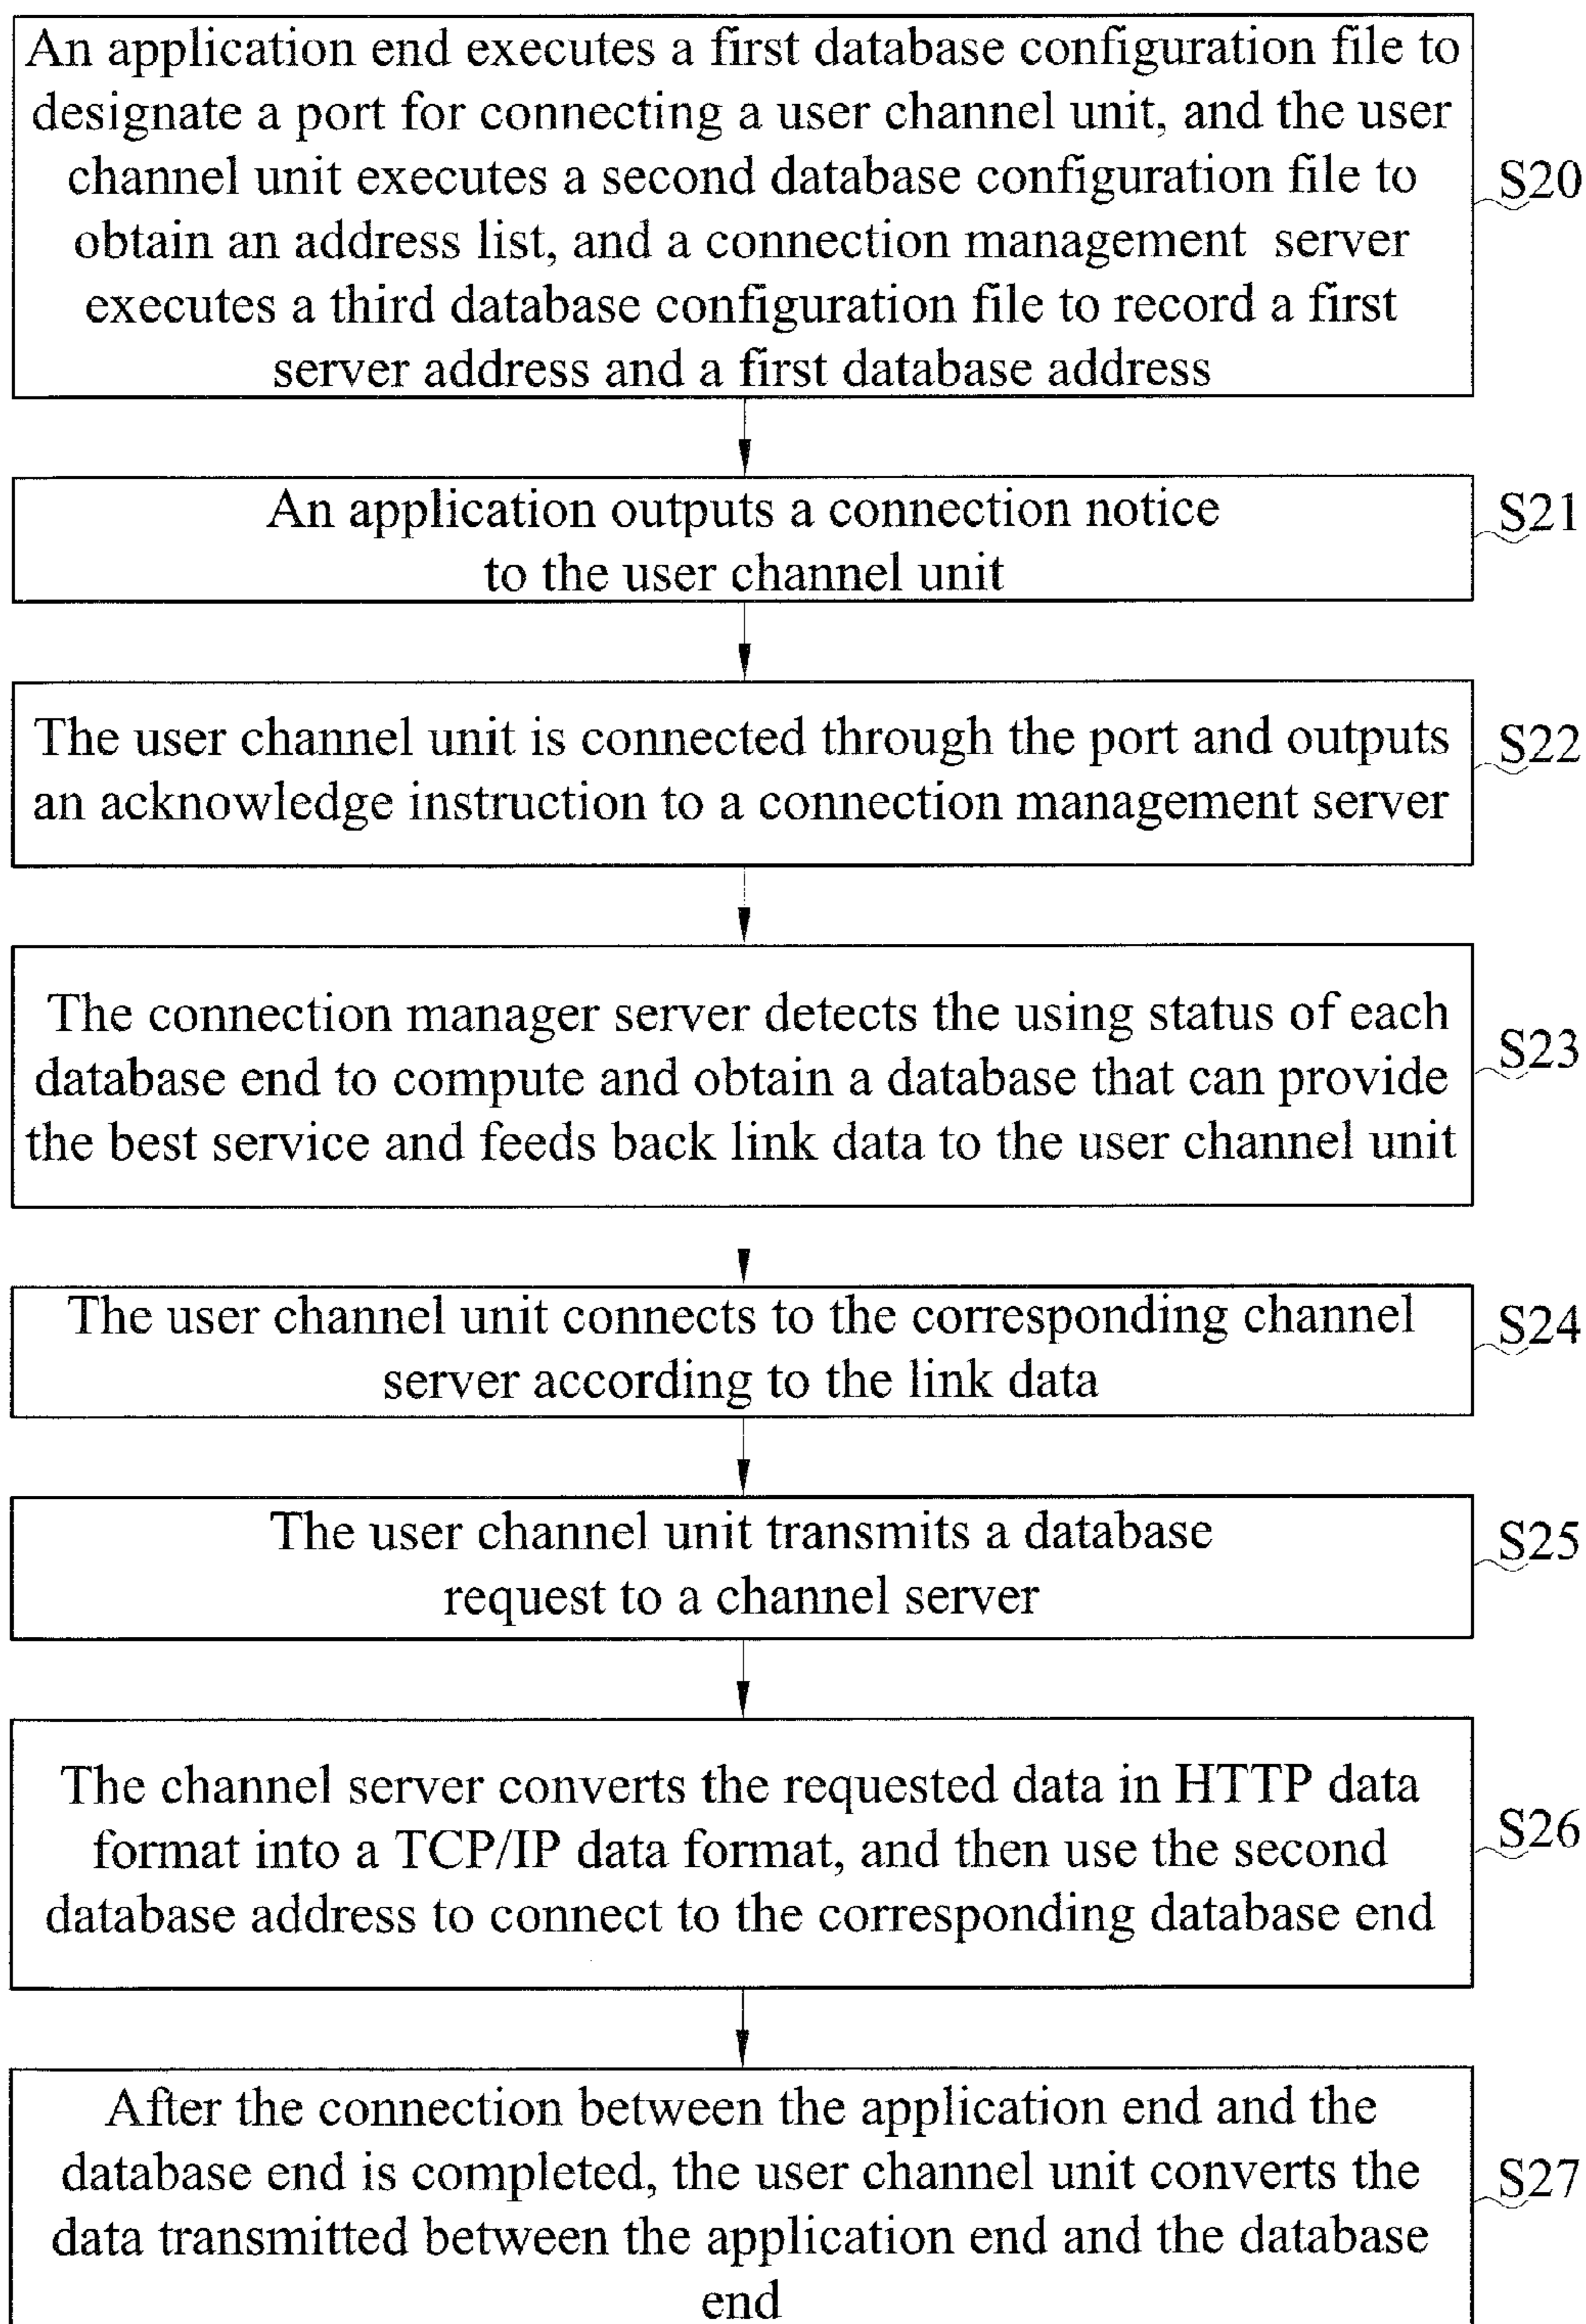 An application end executes a first database configuration file to
designate a port for connecting a user channel unit, and the user
channel unit executes a second database configuration file to
obtain an address list, and a connection management server
executes a third database configuration file to record a first
server address and a first database address
S20
An application outputs a connection notice
to the user channel unit
S21
The user channel unit is connected through the port and outputs
an acknowledge instruction to a connection management server
S22
The connection manager server detects the using status of each
database end to compute and obtain a database that can provide
the best service and feeds back link data to the user channel unit
S23
The user channel unit connects to the corresponding channel
server according to the link data
S24
The user channel unit transmits a database
request to a channel server
S25
The channel server converts the requested data in HTTP data
format into a TCP/IP data format, and then use the second
database address to connect to the corresponding database end
S26
After the connection between the application end and the
database end is completed, the user channel unit converts the
data transmitted between the application end and the database
end
S27